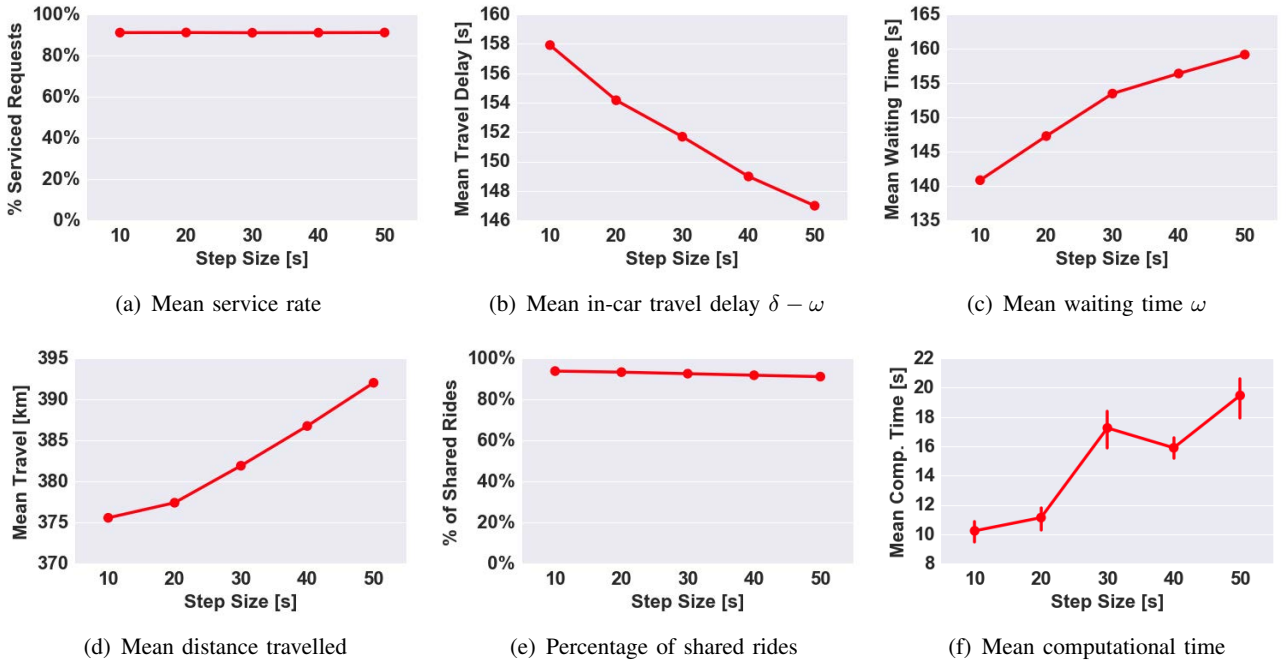 100%
80%
60%
40%
20%
0%
% Serviced Requests
10 20 30 40 50
Step Size [s]
(a) Mean service rate
160
158
156
154
152
150
148
146
Mean Travel Delay [s]
10 20 30 40 50
Step Size [s]
(b) Mean in-car travel delay δ − ω
165
160
155
150
145
140
135
Mean Waiting Time [s]
10 20 30 40 50
Step Size [s]
(c) Mean waiting time ω
395
390
385
380
375
370
Mean Travel [km]
10 20 30 40 50
Step Size [s]
(d) Mean distance travelled
100%
80%
60%
40%
20%
0%
% of Shared Rides
10 20 30 40 50
Step Size [s]
(e) Percentage of shared rides
22
20
18
16
14
12
10
8
Mean Comp. Time [s]
10 20 30 40 50
Step Size [s]
(f) Mean computational time